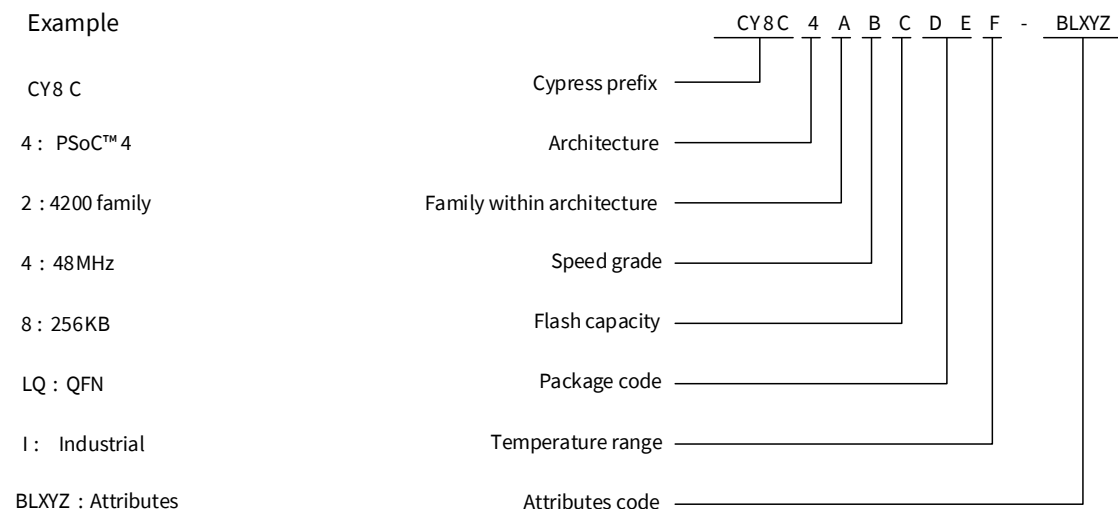 Example CY8C 4 A B C D E F - BLXYZ
CY8 C Cypress prefix
4 : PSoC™ 4 Architecture
2 : 4200 family Family within architecture
4 : 48MHz Speed grade
8 : 256KB Flash capacity
LQ : QFN Package code
I : Industrial Temperature range
BLXYZ : Attributes Attributes code